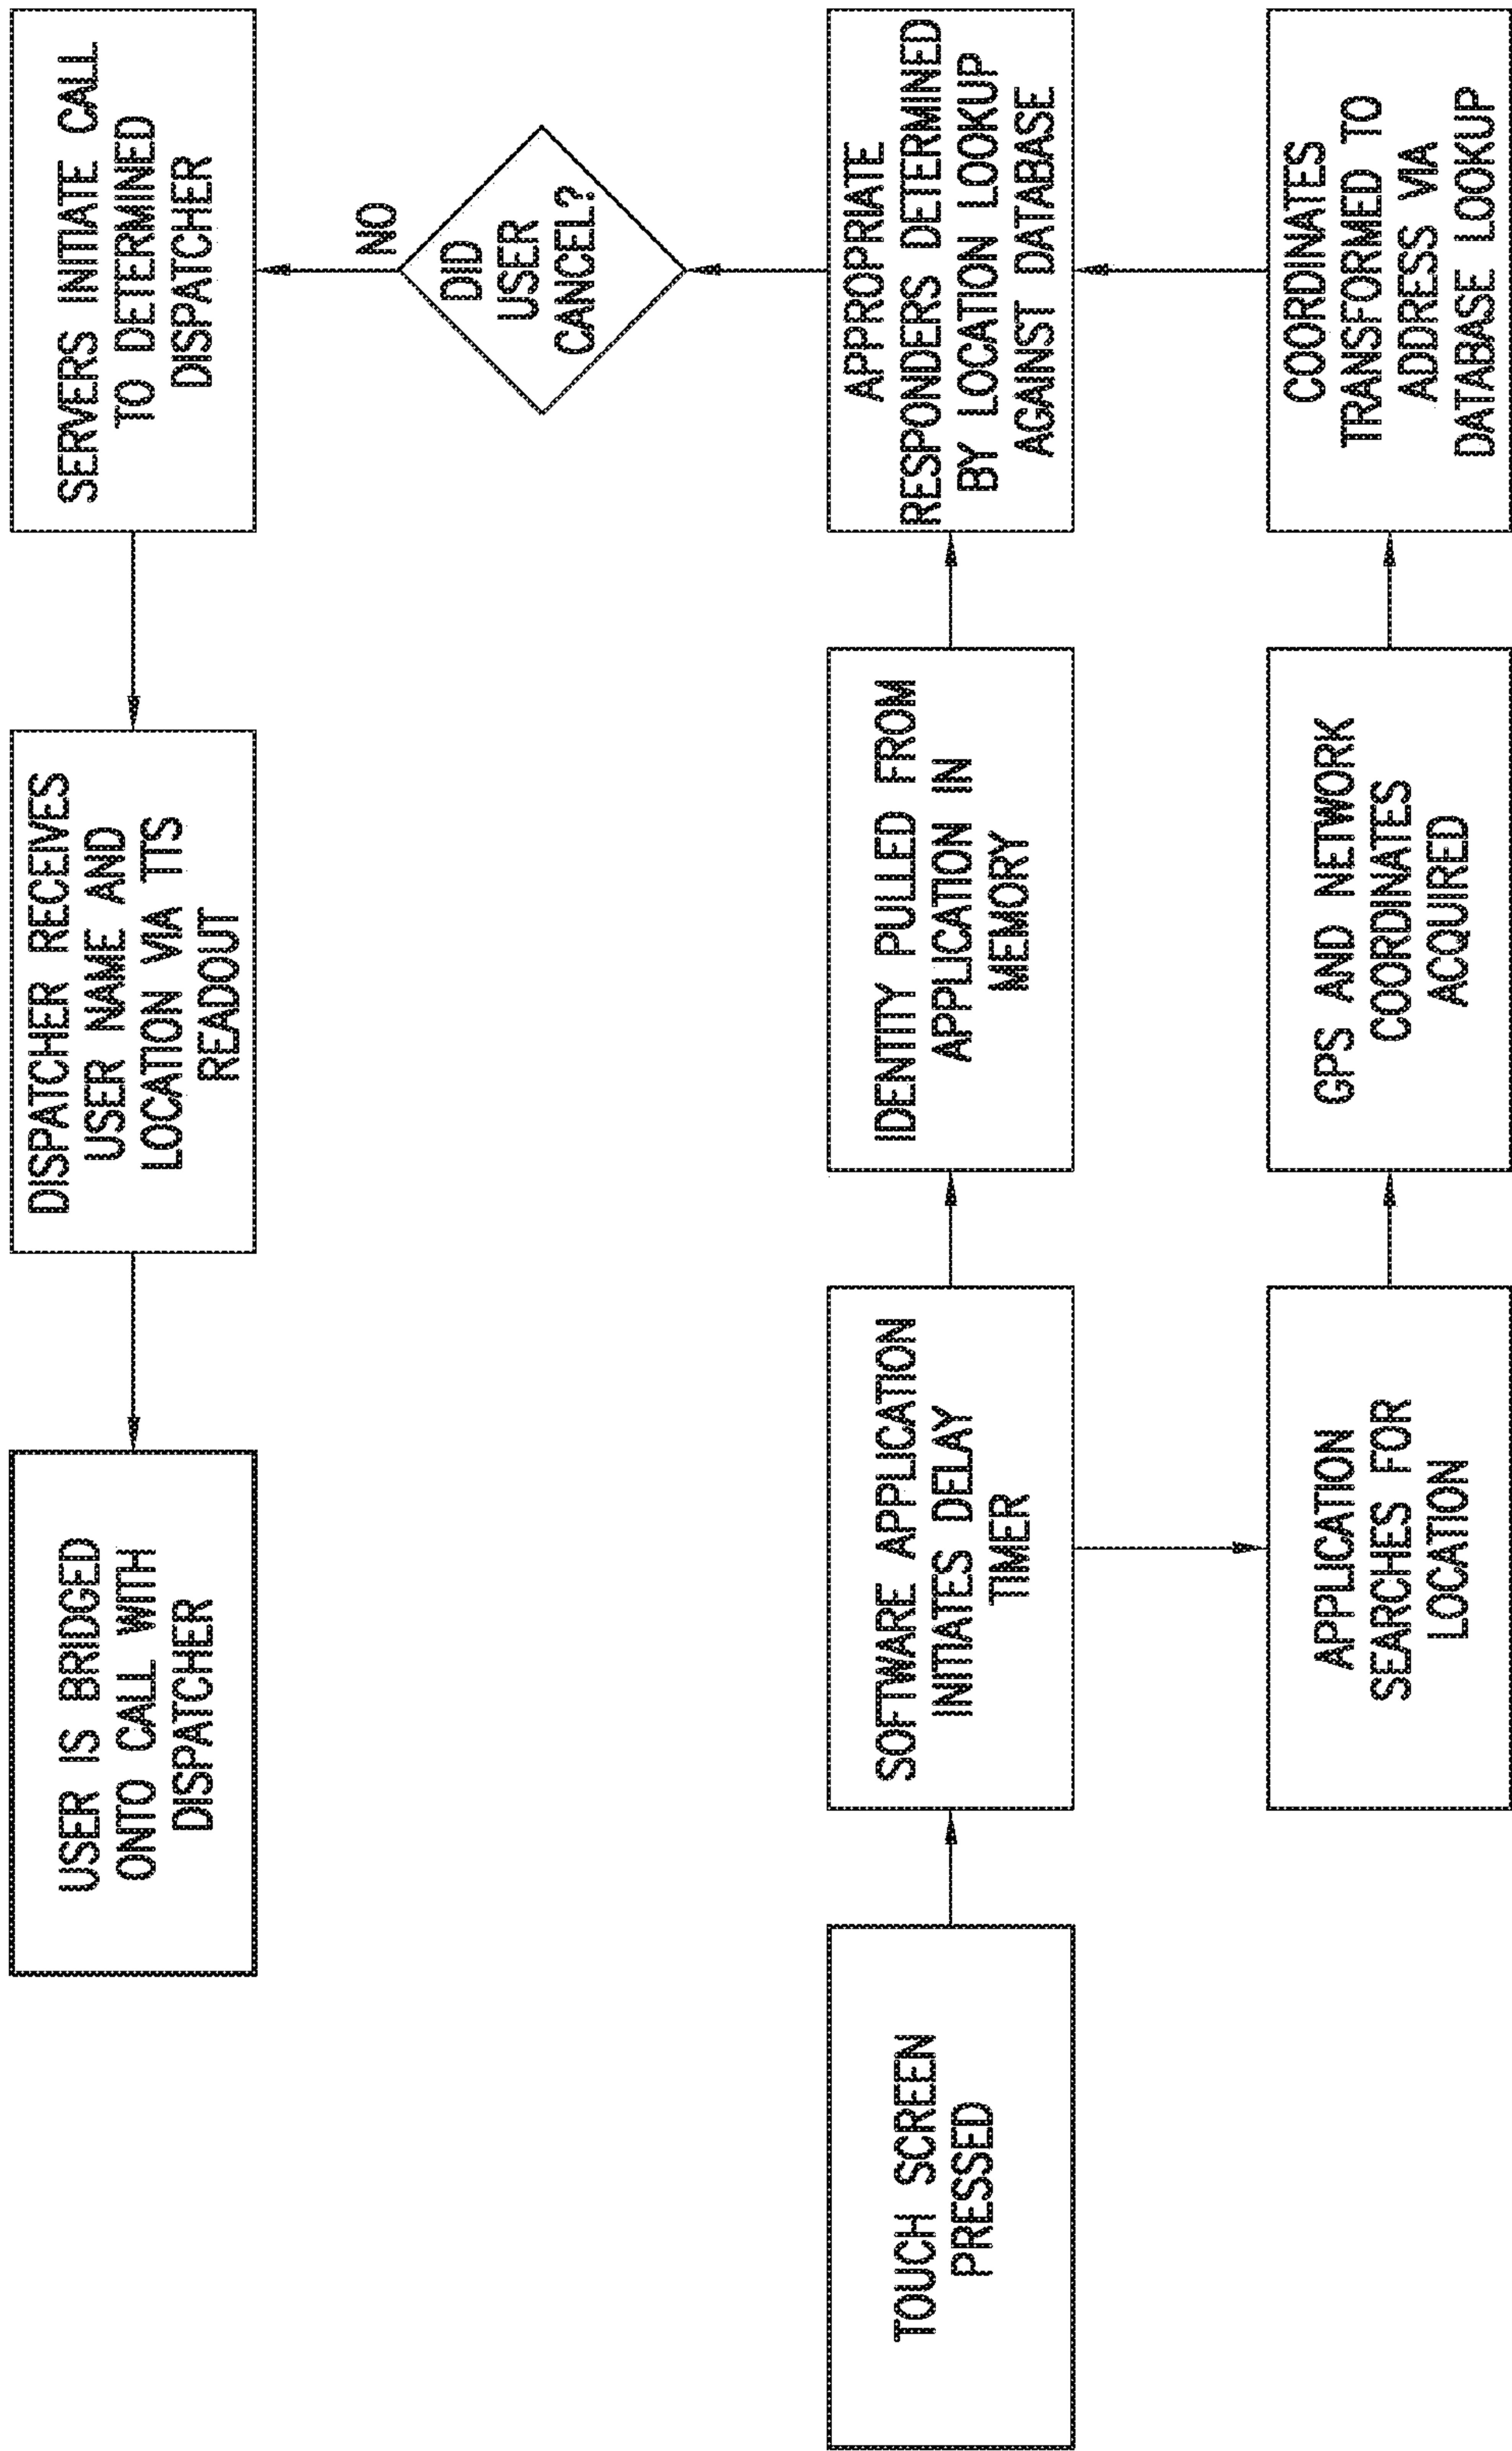 USER IS BRIDGED
ONTO CALL WITH
DISPATCHER
DISPATCHER RECEIVES
USER NAME AND
LOCATION VIA TTS
READOUT
SERVERS INITIATE CALL
TO DETERMINED
DISPATCHER
NO
DID
USER
CANCEL?
TOUCH SCREEN
PRESSED
SOFTWARE APPLICATION
INITIATES DELAY
TIMER
IDENTITY PULLED FROM
APPLICATION IN
MEMORY
APPROPRIATE
RESPONDERS DETERMINED
BY LOCATION LOOKUP
AGAINST DATABASE
APPLICATION
SEARCHES FOR
LOCATION
GPS AND NETWORK
COORDINATES
ACQUIRED
COORDINATES
TRANSFORMED TO
ADDRESS VIA
DATABASE LOOKUP